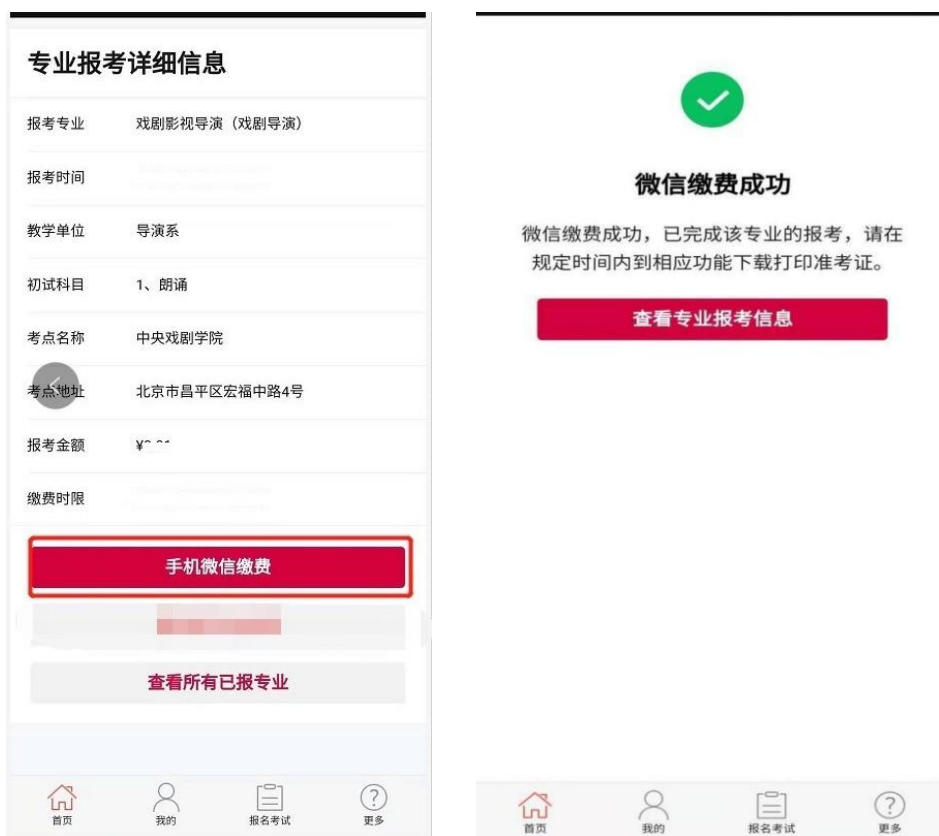 专业报考详细信息
报考专业 戏剧影视导演（戏剧导演）
报考时间
教学单位 导演系
初试科目 1、朗诵
考点名称 中央戏剧学院
考点地址 北京市昌平区宏福中路4号
报考金额 ¥
缴费时限
手机微信缴费
查看所有已报专业
首页 我的 报名考试 更多
微信缴费成功
微信缴费成功，已完成该专业的报考，请在
规定时间内到相应功能下载打印准考证。
查看专业报考信息
首页 我的 报名考试 更多